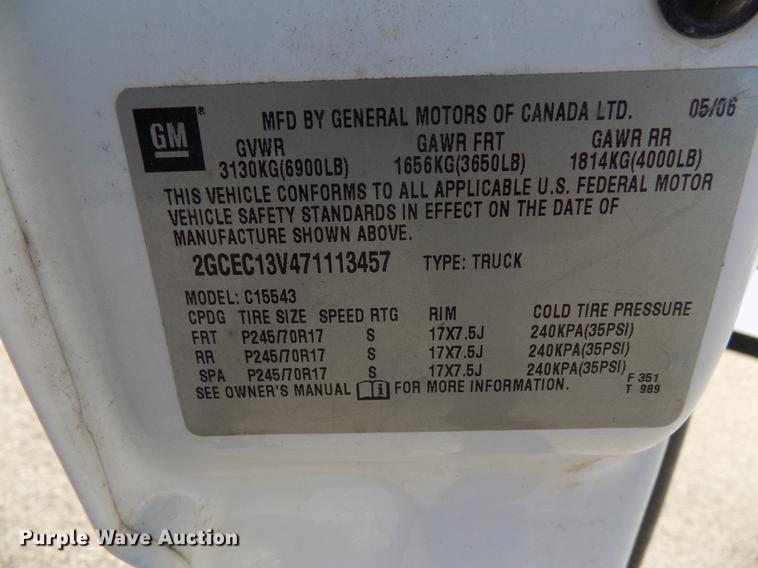 GM ® MFD BY GENERAL MOTORS OF CANADA LTD. 05/06
GVWR GAWR FRT GAWR RR
3130KG(6900LB) 1656KG(3650LB) 1814KG(4000LB)
THIS VEHICLE CONFORMS TO ALL APPLICABLE U.S. FEDERAL MOTOR
VEHICLE SAFETY STANDARDS IN EFFECT ON THE DATE OF
MANUFACTURE SHOWN ABOVE.
2GCEC13V471113457 TYPE: TRUCK
MODEL: C15543
CPDG TIRE SIZE SPEED RTG RIM COLD TIRE PRESSURE
FRT P245/70R17 S 17X7.5J 240KPA(35PSI)
RR P245/70R17 S 17X7.5J 240KPA(35PSI)
SPA P245/70R17 S 17X7.5J 240KPA(35PSI)
SEE OWNER'S MANUAL FOR MORE INFORMATION. F 351
T 989
Purple Wave Auction